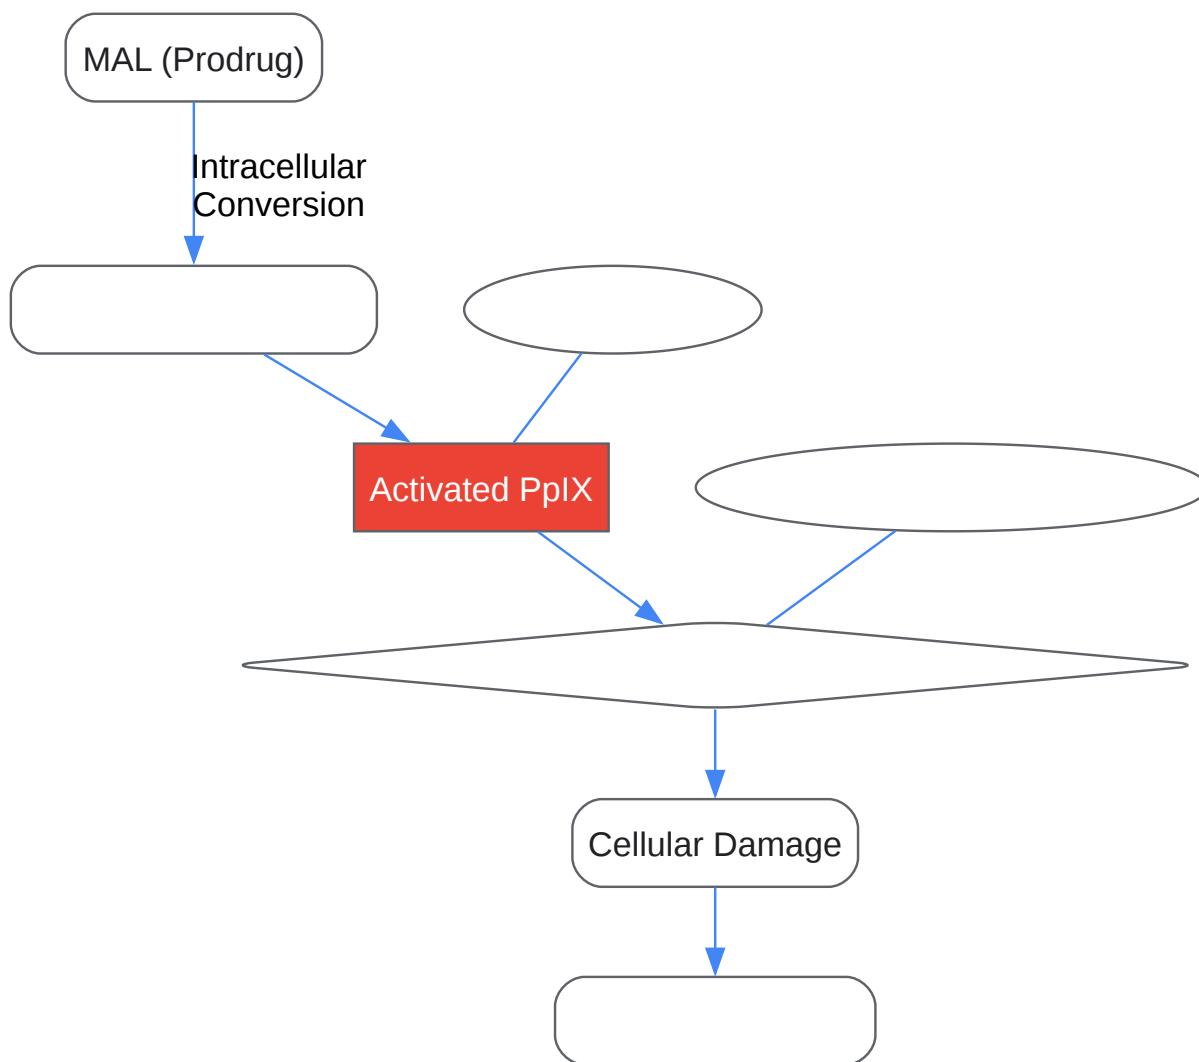 MAL (Prodrug)
Intracellular
Conversion
Activated PpIX
Cellular Damage